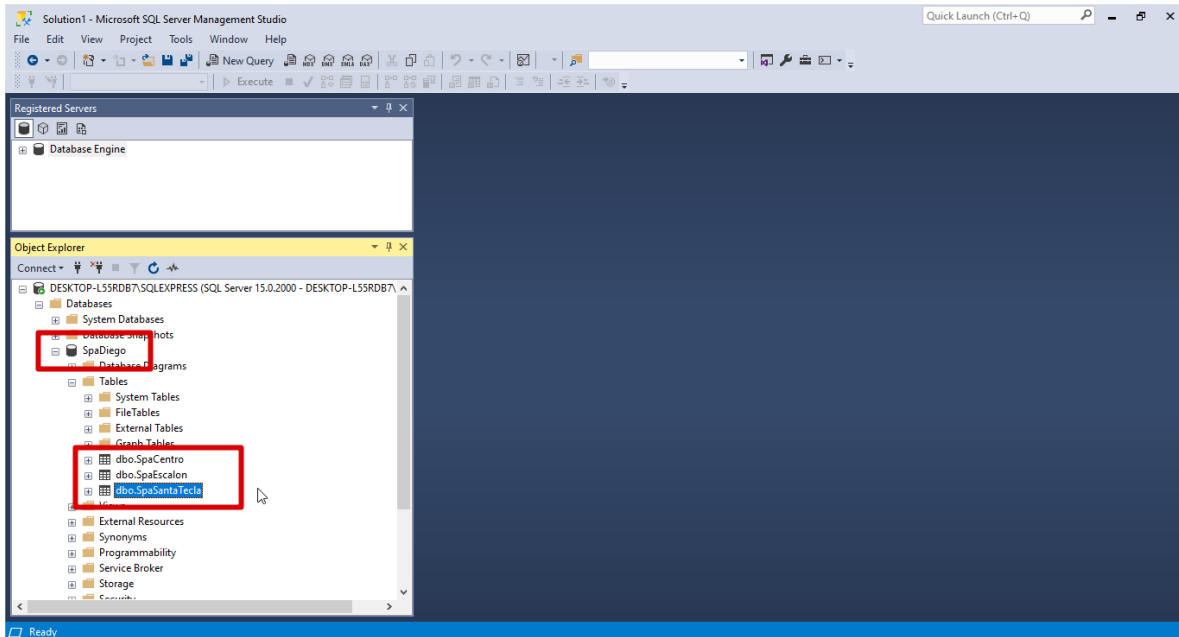 Solution1 - Microsoft SQL Server Management Studio
Quick Launch (Ctrl+Q)
File Edit View Project Tools Window Help
New Query
Execute
Registered Servers
Database Engine
Object Explorer
Connect
DESKTOP-L55RDB7\SQLEXPRESS (SQL Server 15.0.2000 - DESKTOP-L55RDB7\
Databases
System Databases
Database Snapshots
SpaDiego
Database Diagrams
Tables
System Tables
FileTables
External Tables
Graph Tables
dbo.SpaCentro
dbo.SpaEscalon
dbo.SpaSantaTecla
Views
External Resources
Synonyms
Programmability
Service Broker
Storage
Security
Ready